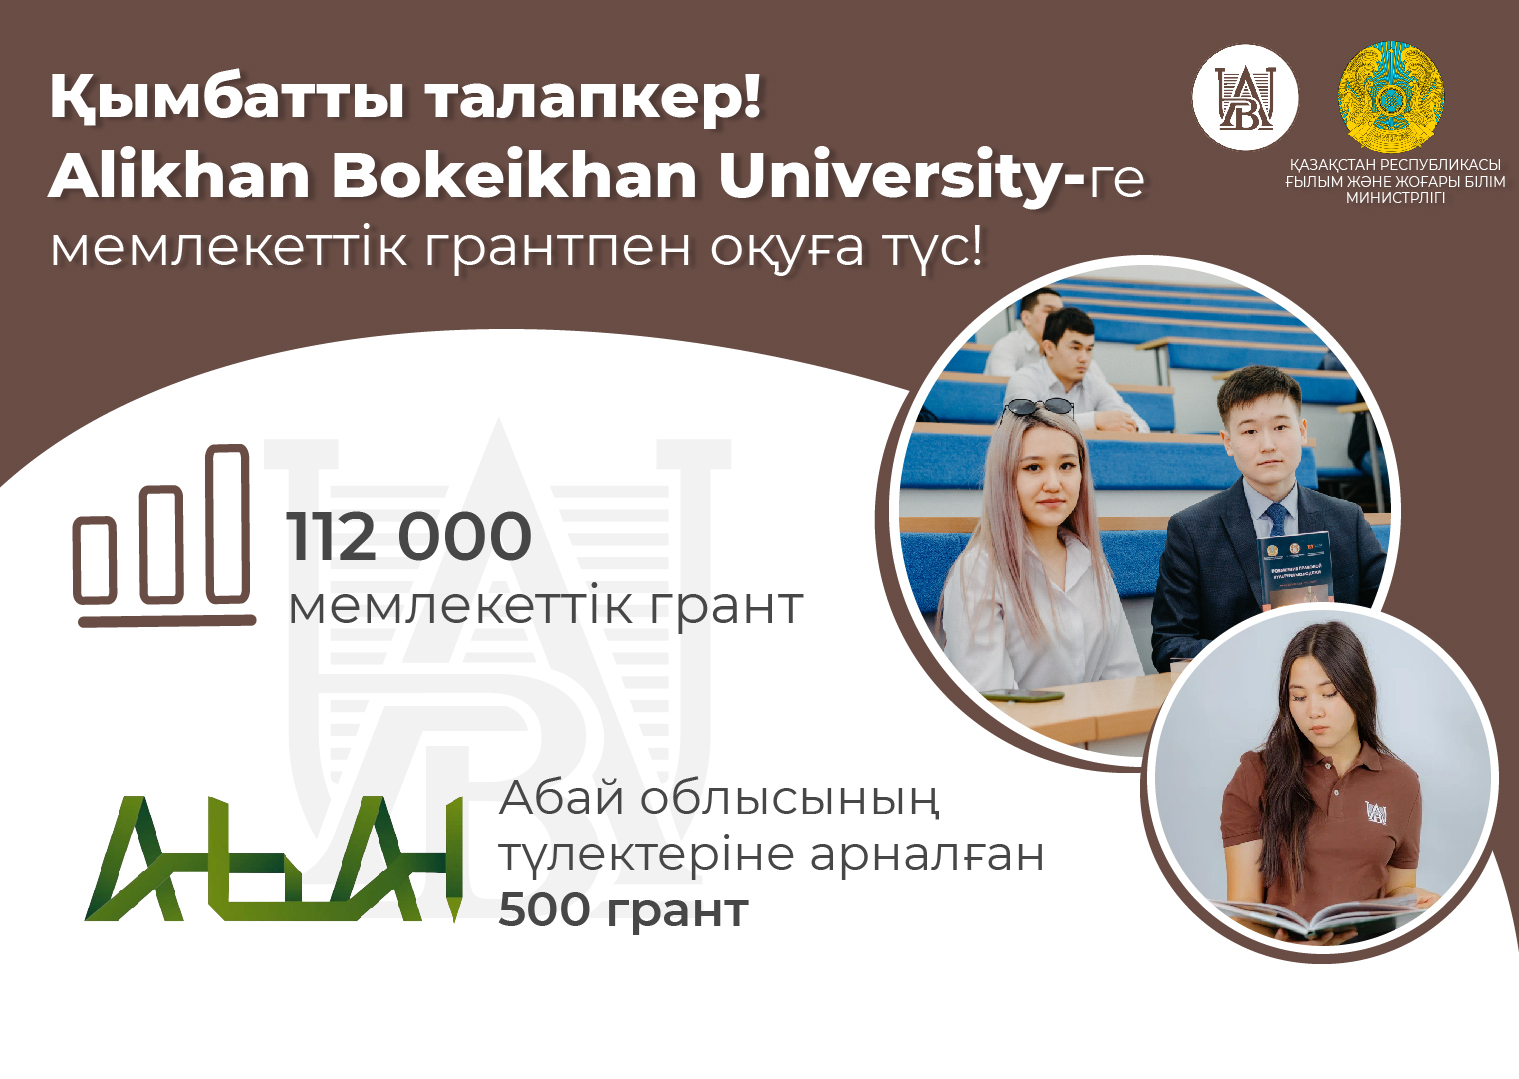 Қымбатты талапкер!
Alikhan Bokeikhan University-ге
мемлекеттік грантпен оқуға түс!
ҚАЗАҚСТАН РЕСПУБЛИКАСЫ
ҒЫЛЫМ ЖӘНЕ ЖОҒАРЫ БІЛІМ
МИНИСТРЛІГІ
112 000
мемлекеттік грант
АБАЙ
Абай облысының
түлектеріне арналған
500 грант